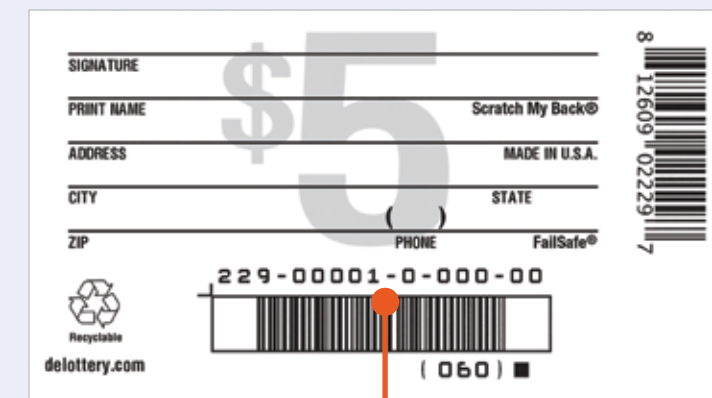 $5
SIGNATURE
PRINT NAME Scratch My Back®
ADDRESS MADE IN U.S.A.
CITY STATE
( )
ZIP PHONE FailSafe®
229-00001-0-000-00
Recyclable
delottery.com
(060)■
8 12609 02229 7